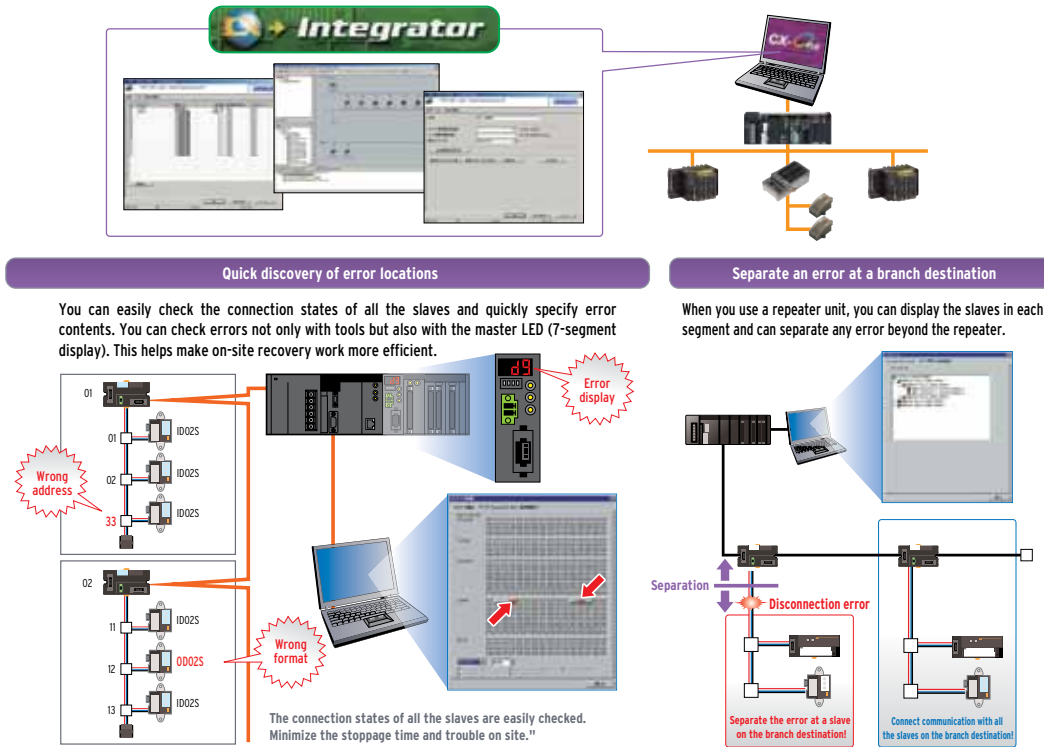 Integrator
CX-One
Quick discovery of error locations
You can easily check the connection states of all the slaves and quickly specify error
contents. You can check errors not only with tools but also with the master LED (7-segment
display). This helps make on-site recovery work more efficient.
01
01
ID02S
02
ID02S
33
ID02S
Wrong
address
02
11
ID02S
12
OD02S
13
ID02S
Wrong
format
d9
Error
display
The connection states of all the slaves are easily checked.
Minimize the stoppage time and trouble on site."
Separate an error at a branch destination
When you use a repeater unit, you can display the slaves in each
segment and can separate any error beyond the repeater.
Separation
Disconnection error
Separate the error at a slave
on the branch destination!
Connect communication with all
the slaves on the branch destination!